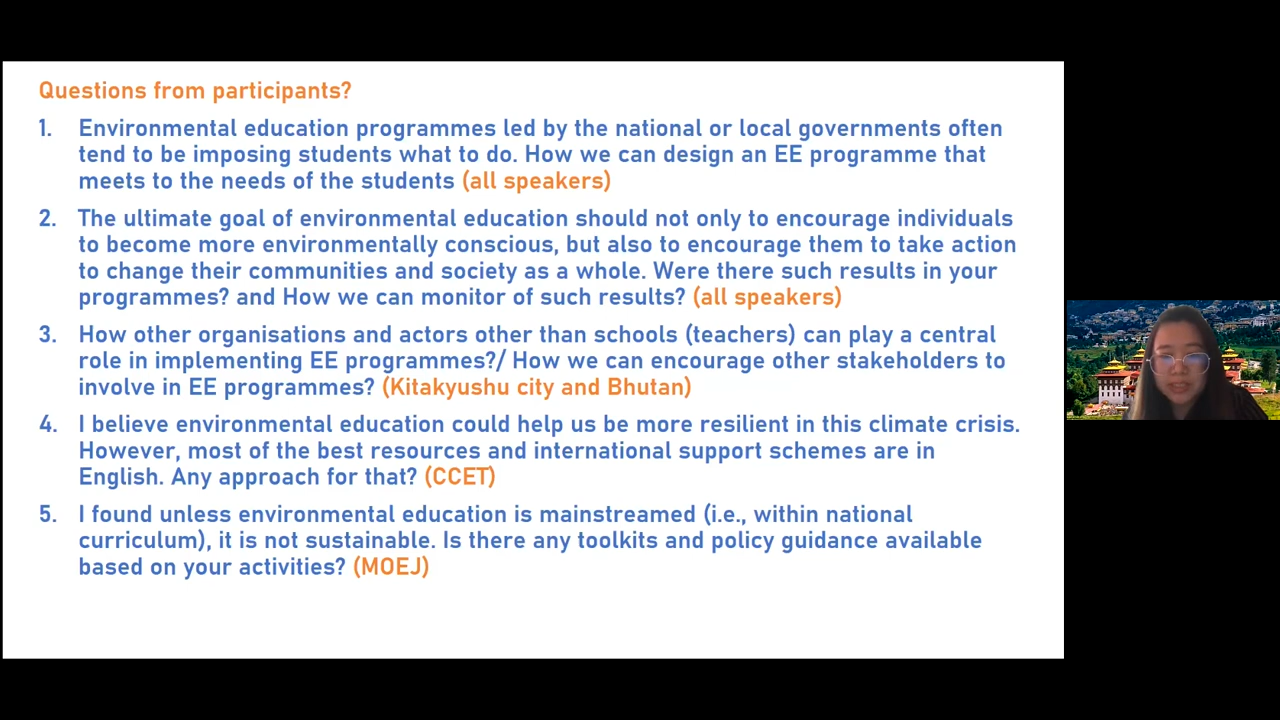 Questions from participants?
1. Environmental education programmes led by the national or local governments often
tend to be imposing students what to do. How we can design an EE programme that
meets to the needs of the students (all speakers)
2. The ultimate goal of environmental education should not only to encourage individuals
to become more environmentally conscious, but also to encourage them to take action
to change their communities and society as a whole. Were there such results in your
programmes? and How we can monitor of such results? (all speakers)
3. How other organisations and actors other than schools (teachers) can play a central
role in implementing EE programmes?/ How we can encourage other stakeholders to
involve in EE programmes? (Kitakyushu city and Bhutan)
4. I believe environmental education could help us be more resilient in this climate crisis.
However, most of the best resources and international support schemes are in
English. Any approach for that? (CCET)
5. I found unless environmental education is mainstreamed (i.e., within national
curriculum), it is not sustainable. Is there any toolkits and policy guidance available
based on your activities? (MOEJ)